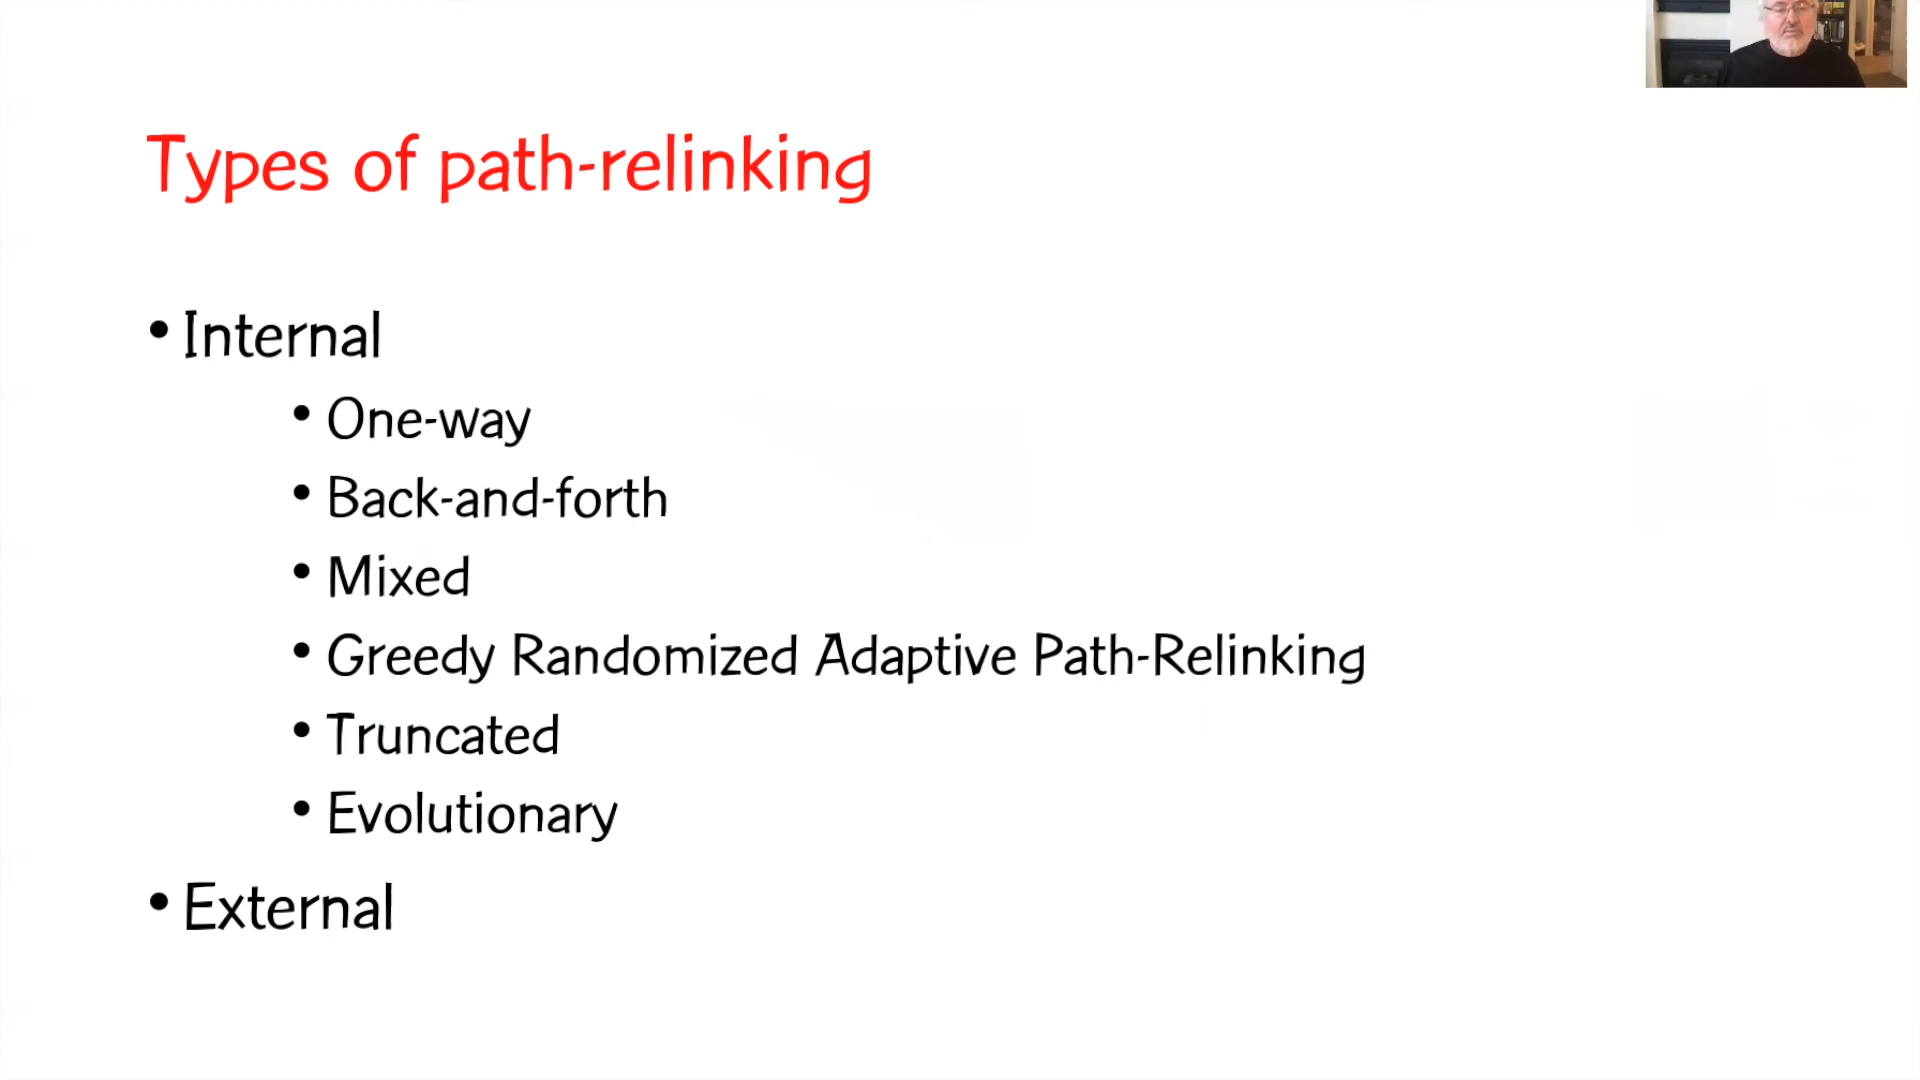 Types of path-relinking
• Internal
• One-way
• Back-and-forth
• Mixed
• Greedy Randomized Adaptive Path-Relinking
• Truncated
• Evolutionary
• External